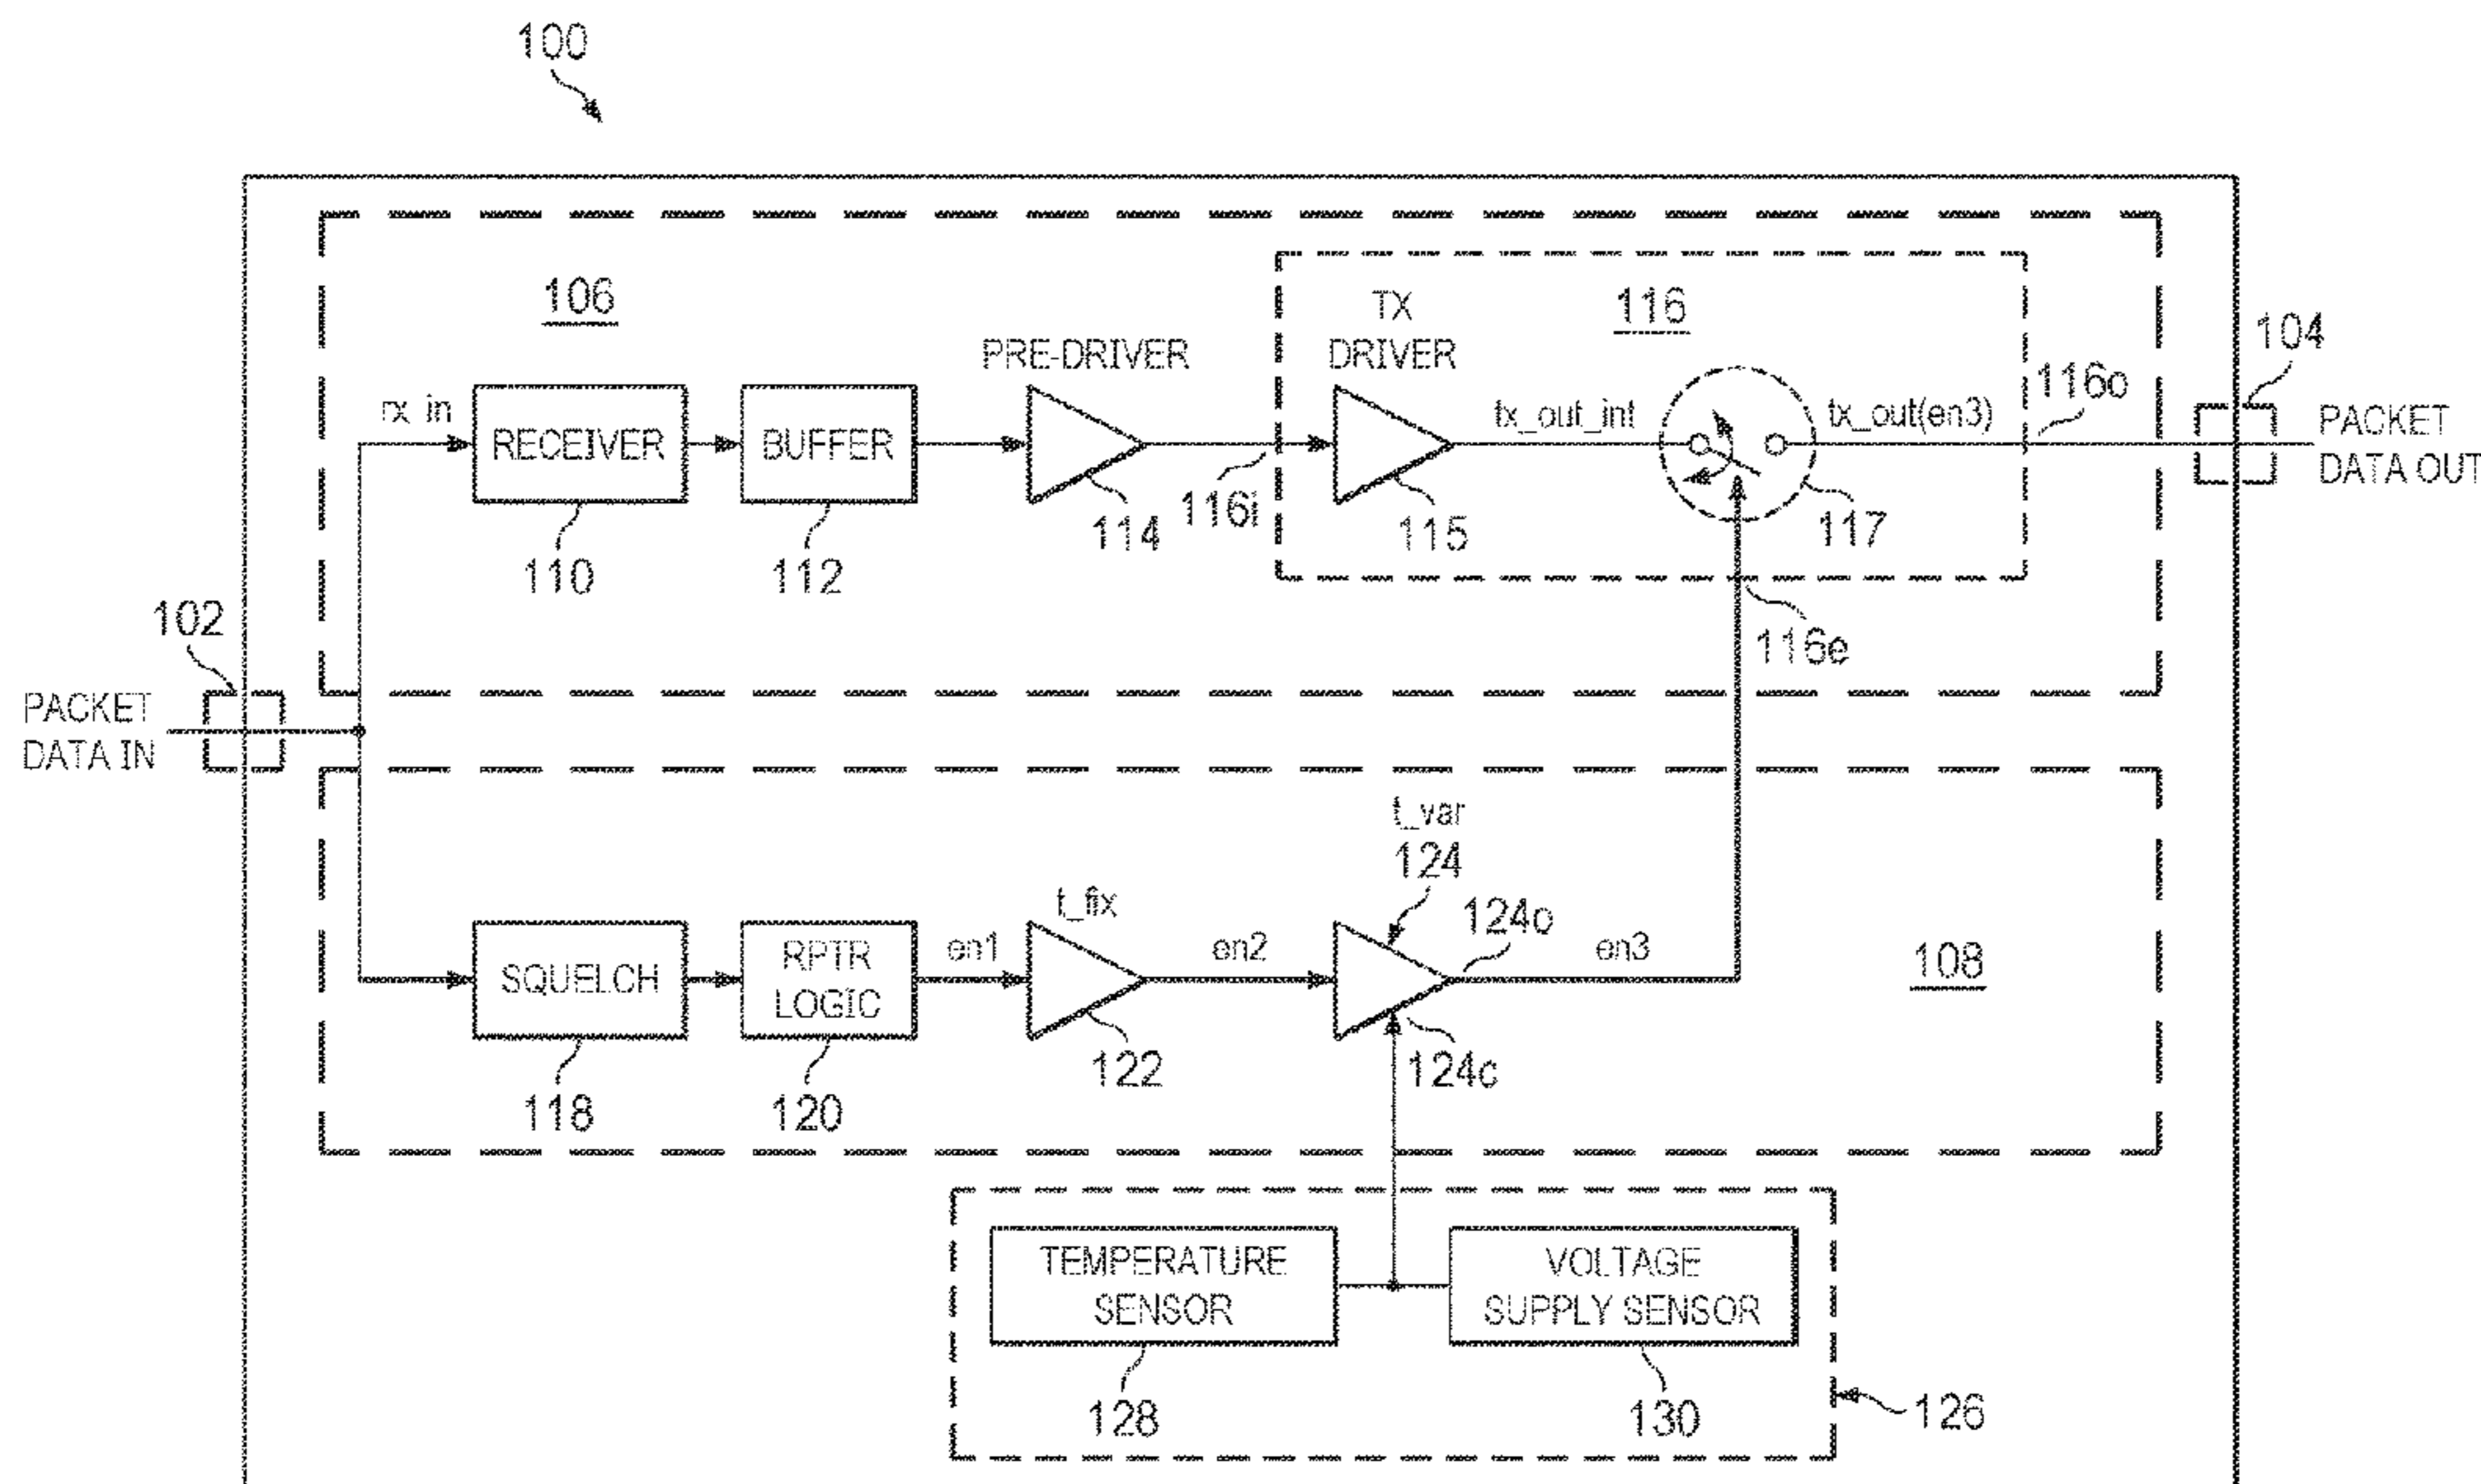 100
106
116
TX
DRIVER
PRE-DRIVER
104
116o
rx_in
RECEIVER
BUFFER
tx_out_int
tx_out(en3)
PACKET
DATA OUT
116i
114
115
117
110
112
102
116e
PACKET
DATA IN
t_var
124
t_fix
124o
en1
en2
en3
108
SQUELCH
RPTR
LOGIC
122
124c
118
120
TEMPERATURE
SENSOR
VOLTAGE
SUPPLY SENSOR
128
130
126